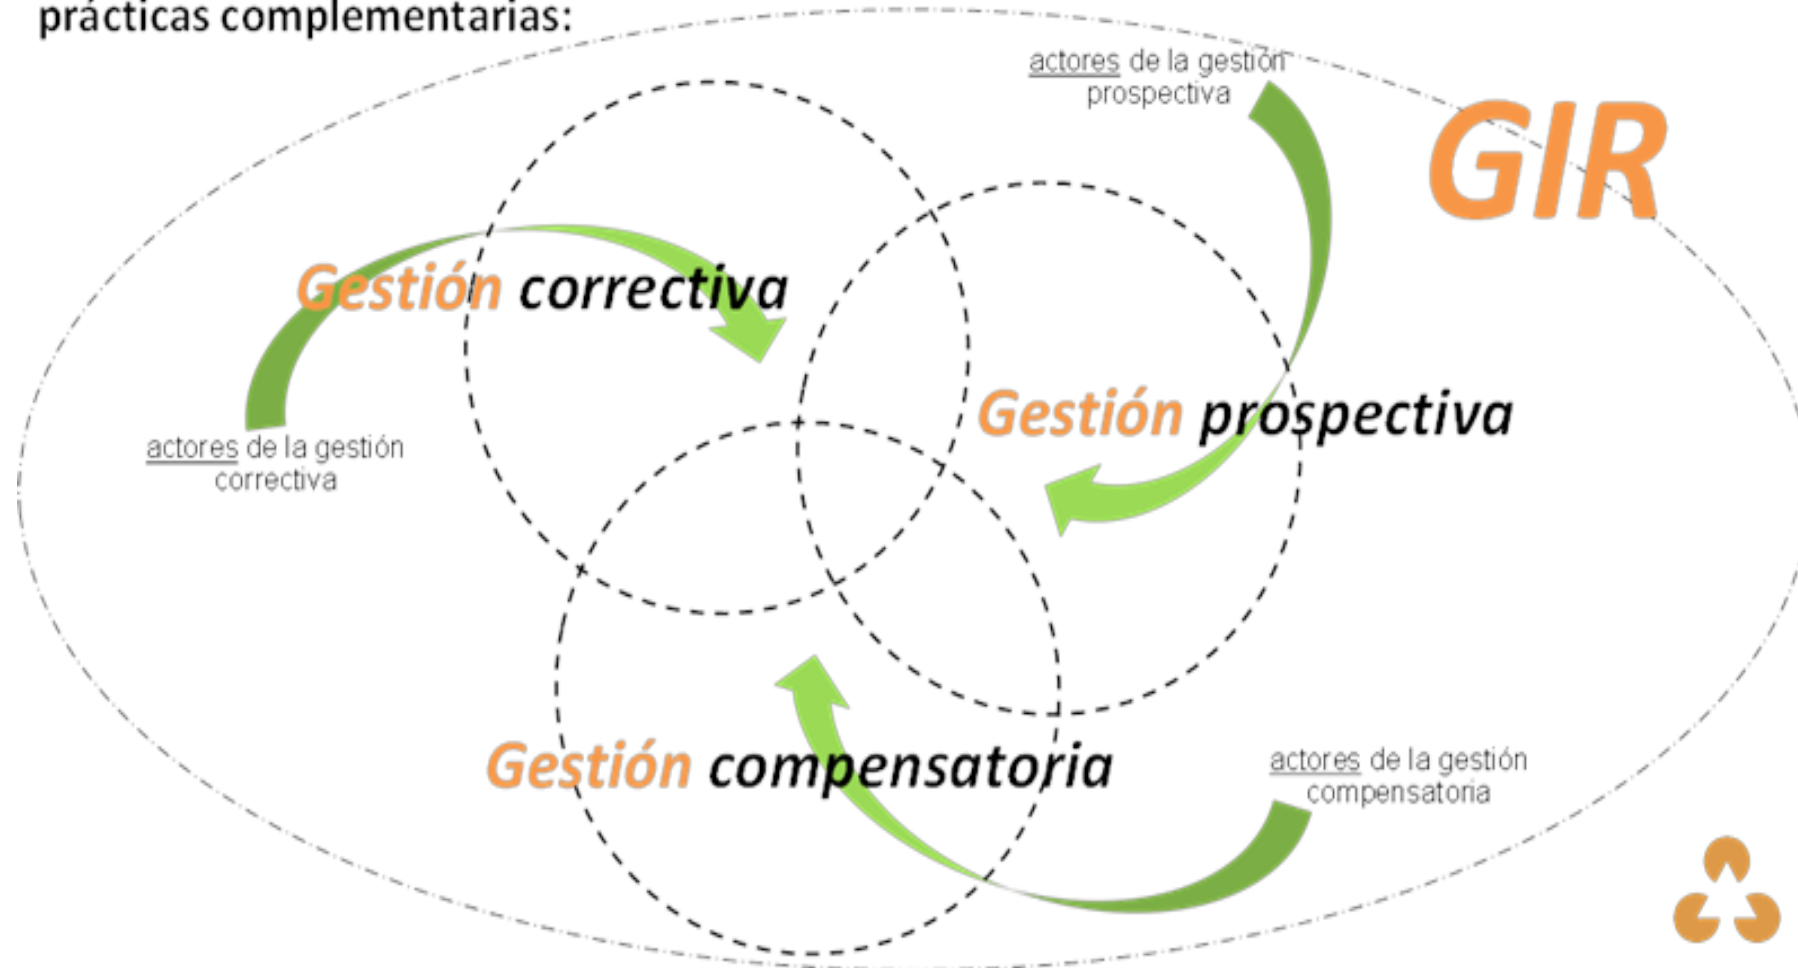 prácticas complementarias:
actores de la gestión
prospectiva
GIR
Gestión correctiva
Gestión prospectiva
actores de la gestión
correctiva
Gestión compensatoria
actores de la gestión
compensatoria